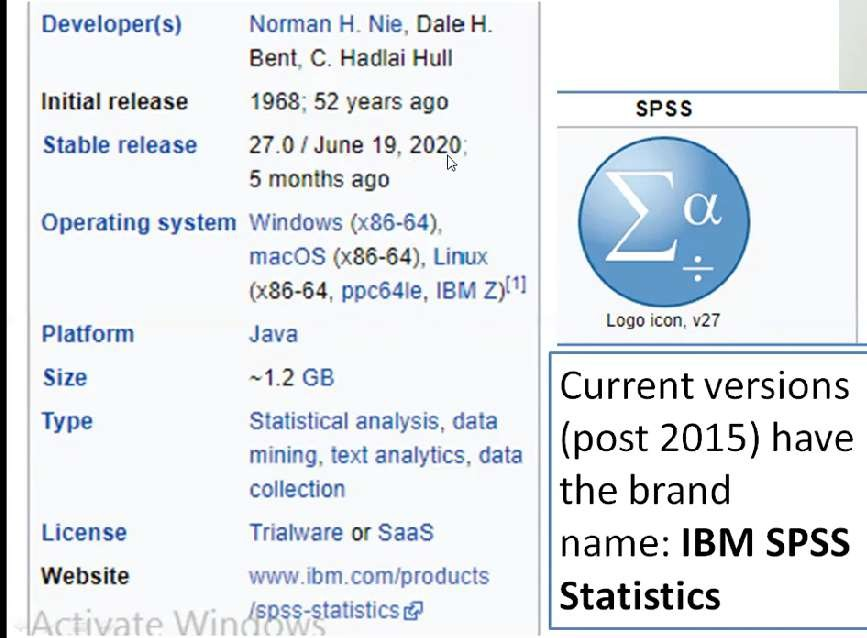 Developer(s) Norman H. Nie, Dale H.
Bent, C. Hadlai Hull
Initial release 1968; 52 years ago
Stable release 27.0 / June 19, 2020;
5 months ago
Operating system Windows (x86-64),
macOS (x86-64), Linux
(x86-64, ppc64le, IBM Z)[1]
Platform Java
Size ~1.2 GB
Type Statistical analysis, data
mining, text analytics, data
collection
License Trialware or SaaS
Website www.ibm.com/products
/spss-statistics
Activate Windows
SPSS
Σα
÷
Logo icon, v27
Current versions
(post 2015) have
the brand
name: IBM SPSS
Statistics